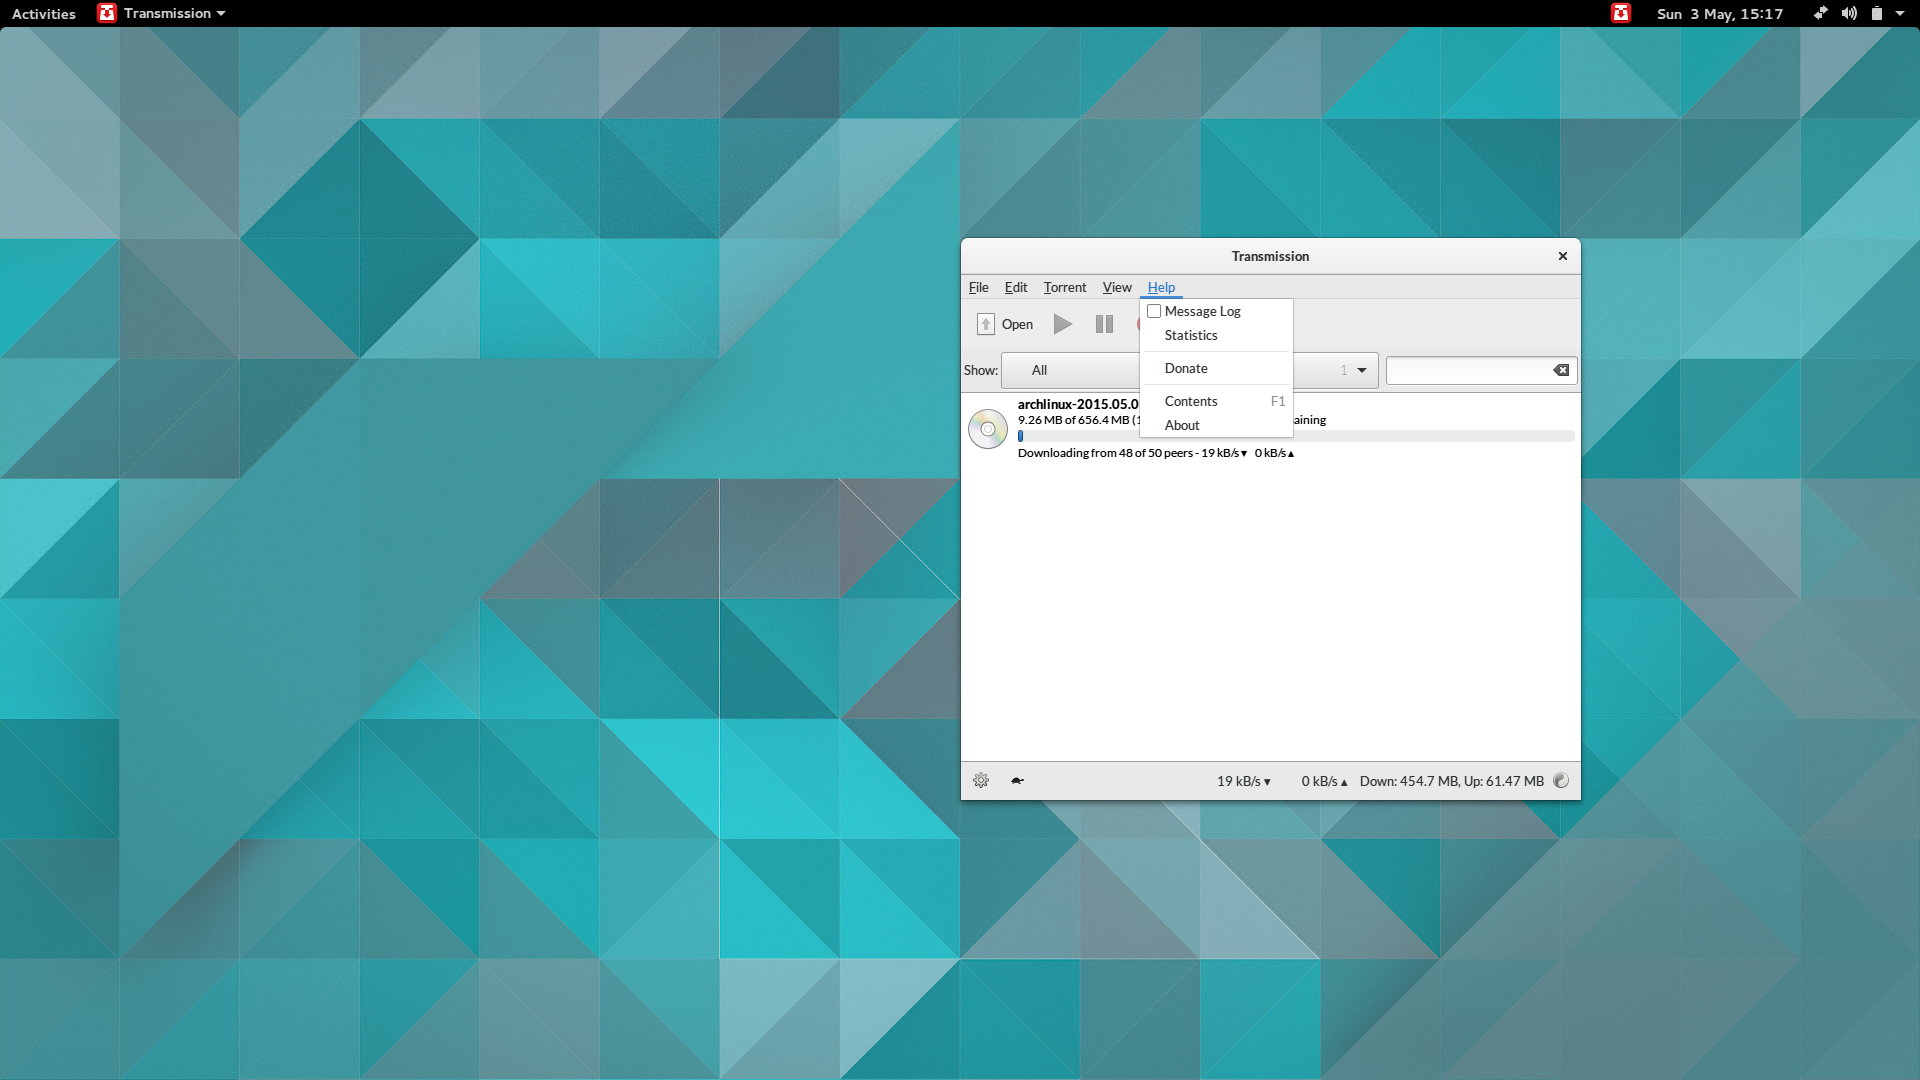 Activities Transmission Sun 3 May, 15:17
Transmission
File Edit Torrent View Help
Message Log
Open
Statistics
Donate
Show: All 1
Contents F1
About
archlinux-2015.05.0
9.26 MB of 656.4 MB (1 aining
Downloading from 48 of 50 peers - 19 kB/s 0 kB/s
19 kB/s 0 kB/s Down: 454.7 MB, Up: 61.47 MB